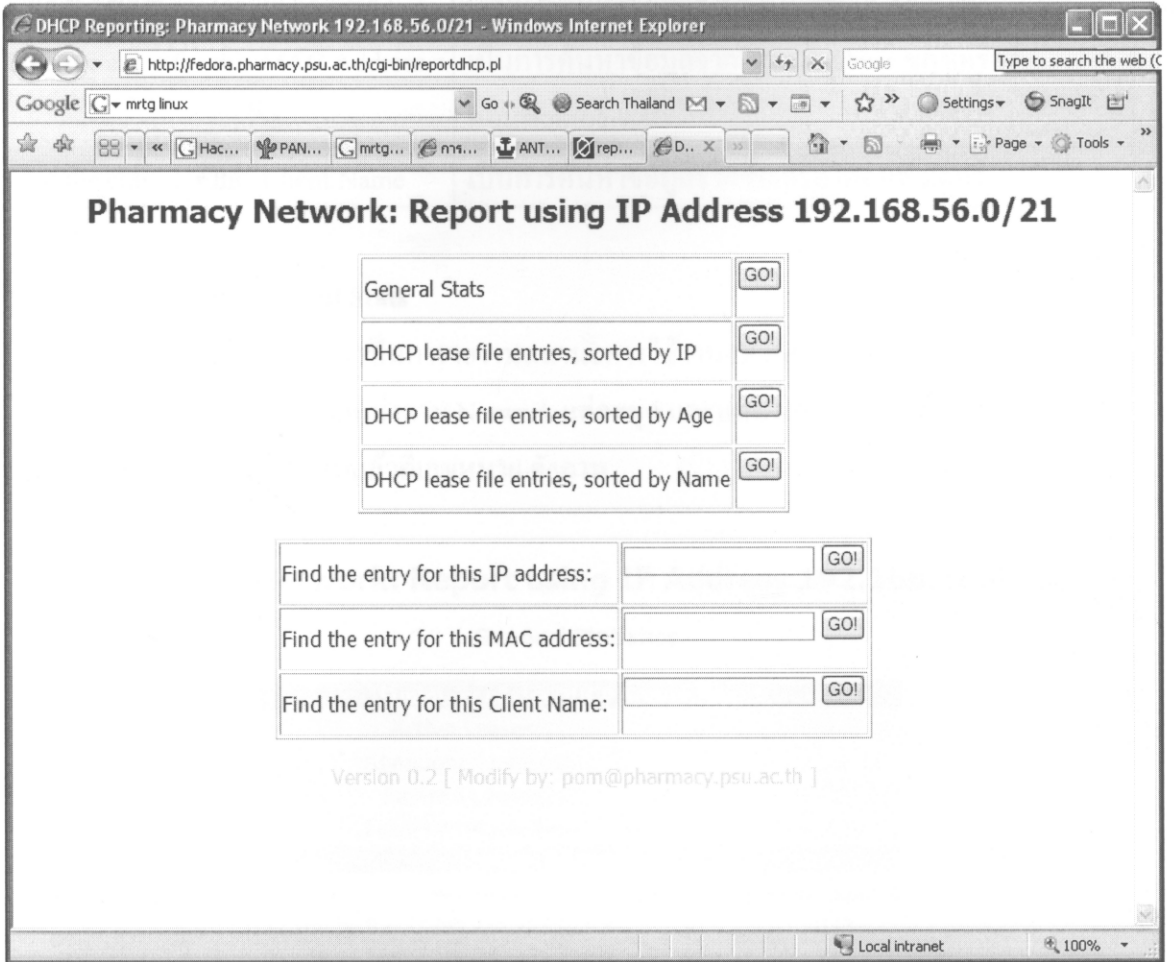 DHCP Reporting: Pharmacy Network 192.168.56.0/21 - Windows Internet Explorer
http://fedora.pharmacy.psu.ac.th/cgi-bin/reportdhcp.pl
Google
Type to search the web (C
Google G mrtg linux Go Search Thailand Settings SnagIt
Hac... PAN... mrtg... การ... ANT... rep... D.. Page Tools
Pharmacy Network: Report using IP Address 192.168.56.0/21
General Stats GO!
DHCP lease file entries, sorted by IP GO!
DHCP lease file entries, sorted by Age GO!
DHCP lease file entries, sorted by Name GO!
Find the entry for this IP address: GO!
Find the entry for this MAC address: GO!
Find the entry for this Client Name: GO!
Version 0.2 [ Modify by: pom@pharmacy.psu.ac.th ]
Local intranet 100%